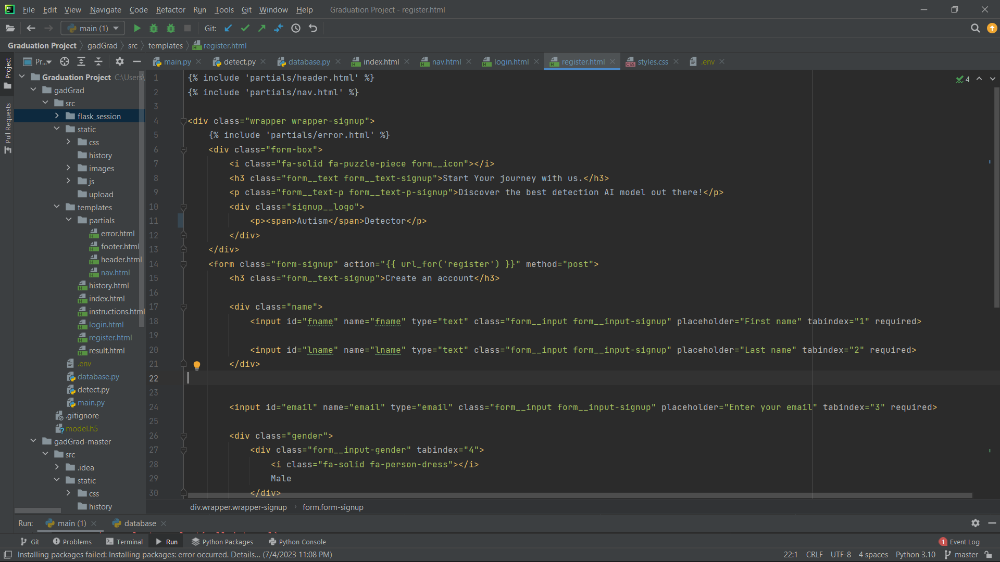 File Edit View Navigate Code Refactor Run Tools Git Window Help Graduation Project - register.html
main (1) Git:
Graduation Project gadGrad src templates register.html
Pr... main.py detect.py database.py index.html nav.html login.html register.html styles.css .env
Project
Pull Requests
Graduation Project C:\Users\
gadGrad
src
flask_session
static
css
history
images
js
upload
templates
partials
error.html
footer.html
header.html
nav.html
history.html
index.html
instructions.html
login.html
register.html
result.html
.env
database.py
detect.py
main.py
.gitignore
model.h5
gadGrad-master
src
.idea
static
css
history
4
1 {% include 'partials/header.html' %}
2 {% include 'partials/nav.html' %}
3
4 <div class="wrapper wrapper-signup">
5 {% include 'partials/error.html' %}
6 <div class="form-box">
7 <i class="fa-solid fa-puzzle-piece form__icon"></i>
8 <h3 class="form__text form__text-signup">Start Your journey with us.</h3>
9 <p class="form__text-p form__text-p-signup">Discover the best detection AI model out there!</p>
10 <div class="signup__logo">
11 <p><span>Autism</span>Detector</p>
12 </div>
13 </div>
14 <form class="form-signup" action="{{ url_for('register') }}" method="post">
15 <h3 class="form__text-signup">Create an account</h3>
16
17 <div class="name">
18 <input id="fname" name="fname" type="text" class="form__input form__input-signup" placeholder="First name" tabindex="1" required>
19
20 <input id="lname" name="lname" type="text" class="form__input form__input-signup" placeholder="Last name" tabindex="2" required>
21 </div>
22
23
24 <input id="email" name="email" type="email" class="form__input form__input-signup" placeholder="Enter your email" tabindex="3" required>
25
26 <div class="gender">
27 <div class="form__input-gender" tabindex="4">
28 <i class="fa-solid fa-person-dress"></i>
29 Male
30 </div>
div.wrapper.wrapper-signup form.form-signup
Run: main (1) database
Git Problems Terminal Run Python Packages Python Console 1 Event Log
Installing packages failed: Installing packages: error occurred. Details... (7/4/2023 11:08 PM) 22:1 CRLF UTF-8 4 spaces Python 3.10 master